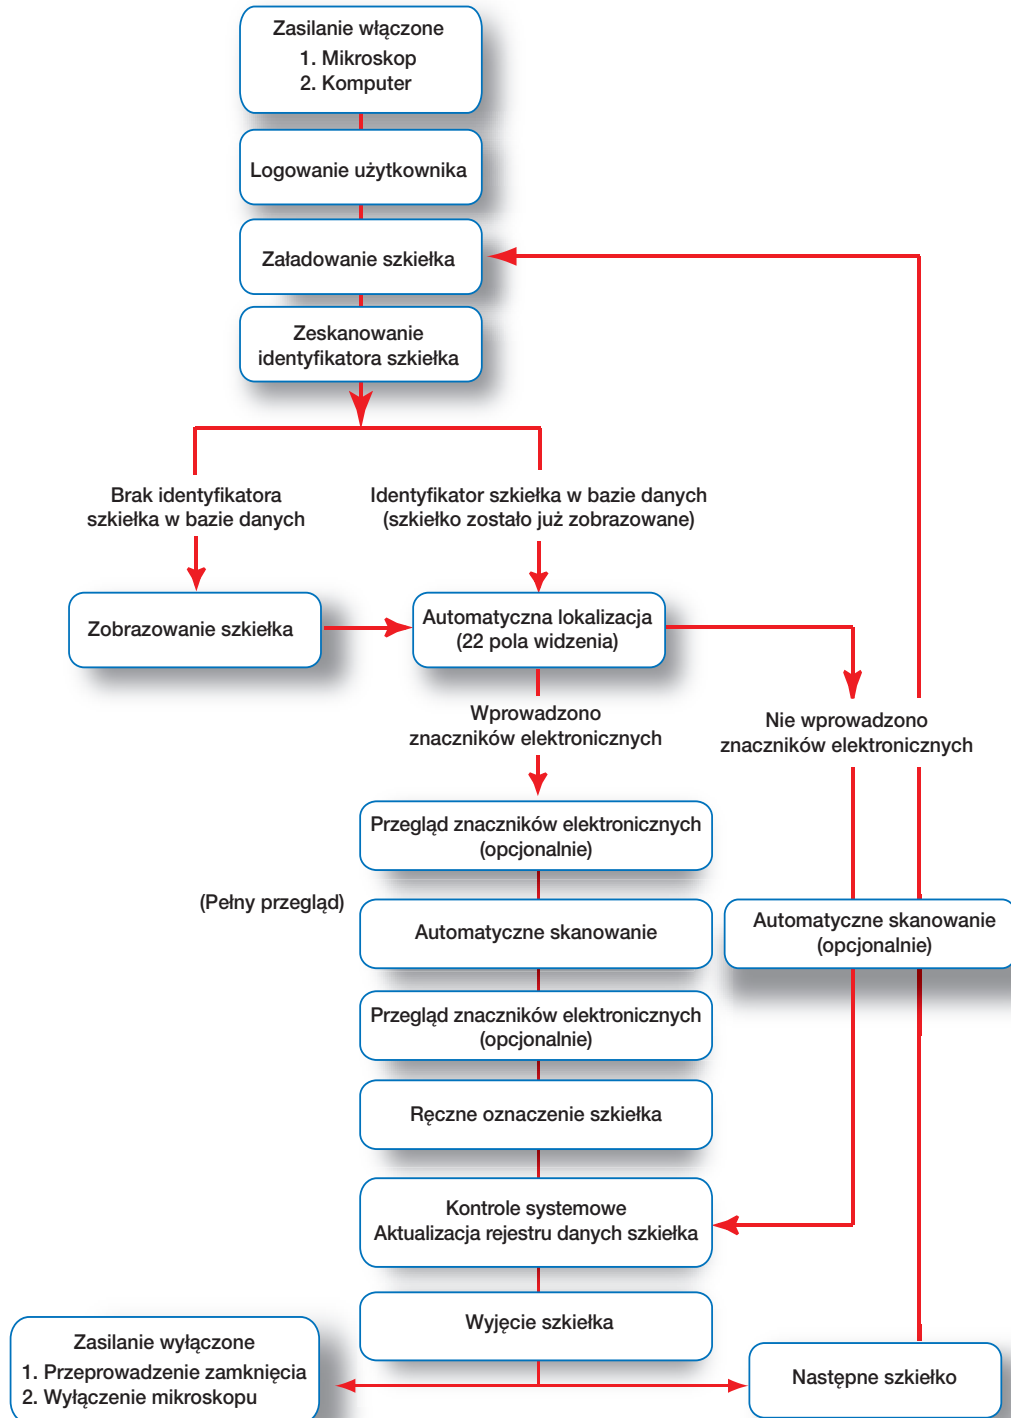 Zasilanie włączone
1. Mikroskop
2. Komputer
Logowanie użytkownika
Załadowanie szkiełka
Zeskanowanie
identyfikatora szkiełka
Brak identyfikatora
szkiełka w bazie danych
Identyfikator szkiełka w bazie danych
(szkiełko zostało już zobrazowane)
Zobrazowanie szkiełka
Automatyczna lokalizacja
(22 pola widzenia)
Wprowadzono
znaczników elektronicznych
Nie wprowadzono
znaczników elektronicznych
Przegląd znaczników elektronicznych
(opcjonalnie)
(Pełny przegląd)
Automatyczne skanowanie
Automatyczne skanowanie
(opcjonalnie)
Przegląd znaczników elektronicznych
(opcjonalnie)
Ręczne oznaczenie szkiełka
Kontrole systemowe
Aktualizacja rejestru danych szkiełka
Wyjęcie szkiełka
Zasilanie wyłączone
1. Przeprowadzenie zamknięcia
2. Wyłączenie mikroskopu
Następne szkiełko